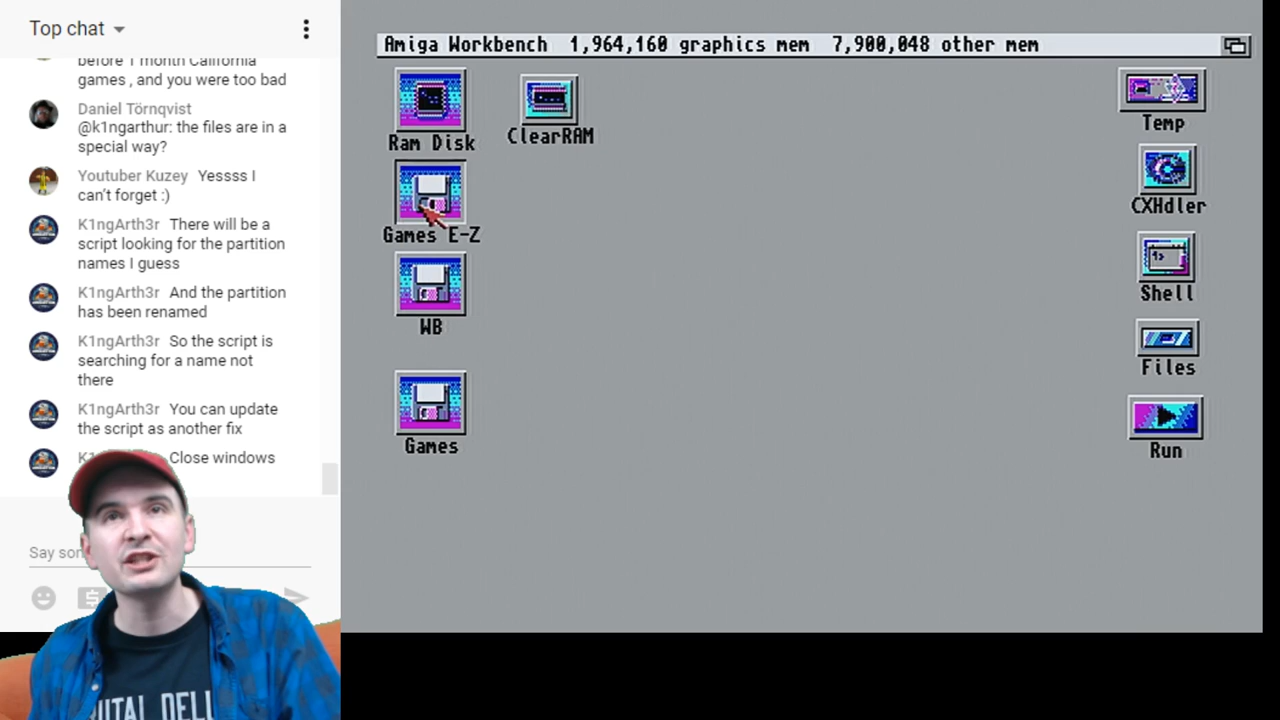 Top chat
before 1 month California
games , and you were too bad
Daniel Törnqvist
@k1ngarthur: the files are in a
special way?
Youtuber Kuzey Yessss I
can't forget :)
K1ngArth3r There will be a
script looking for the partition
names I guess
K1ngArth3r And the partition
has been renamed
K1ngArth3r So the script is
searching for a name not
there
K1ngArth3r You can update
the script as another fix
Close windows
Say
Amiga Workbench 1,964,160 graphics mem 7,900,048 other mem
Ram Disk
ClearRAM
Games E-Z
WB
Games
Temp
CXHdler
Shell
Files
Run